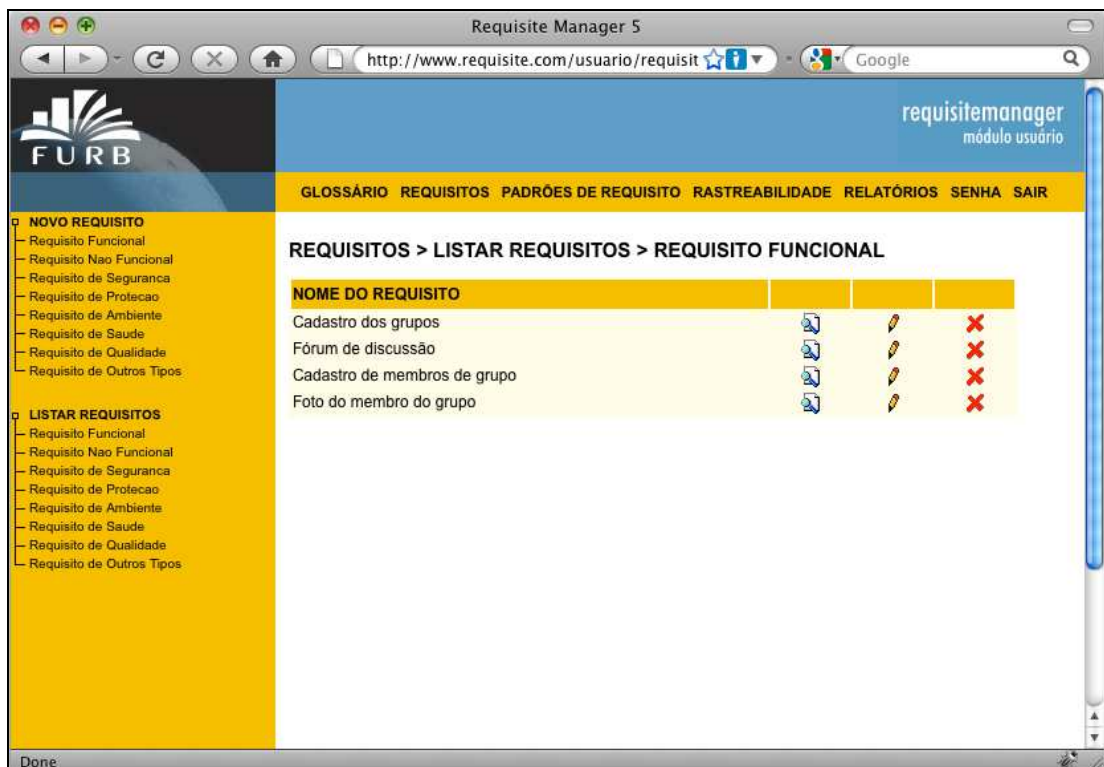 Requisite Manager 5
http://www.requisite.com/usuario/requisit
Google
FURB
requisitemanager
módulo usuário
GLOSSÁRIO REQUISITOS PADRÕES DE REQUISITO RASTREABILIDADE RELATÓRIOS SENHA SAIR
NOVO REQUISITO
Requisito Funcional
Requisito Nao Funcional
Requisito de Seguranca
Requisito de Protecao
Requisito de Ambiente
Requisito de Saude
Requisito de Qualidade
Requisito de Outros Tipos
LISTAR REQUISITOS
Requisito Funcional
Requisito Nao Funcional
Requisito de Seguranca
Requisito de Protecao
Requisito de Ambiente
Requisito de Saude
Requisito de Qualidade
Requisito de Outros Tipos
REQUISITOS > LISTAR REQUISITOS > REQUISITO FUNCIONAL
NOME DO REQUISITO
Cadastro dos grupos
Fórum de discussão
Cadastro de membros de grupo
Foto do membro do grupo
Done